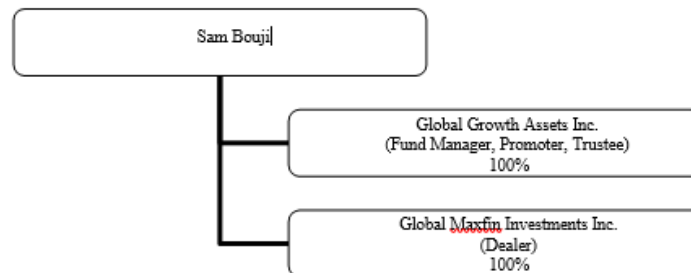 Sam Bouji
Global Growth Assets Inc.
(Fund Manager, Promoter, Trustee)
100%
Global Maxfin Investments Inc.
(Dealer)
100%